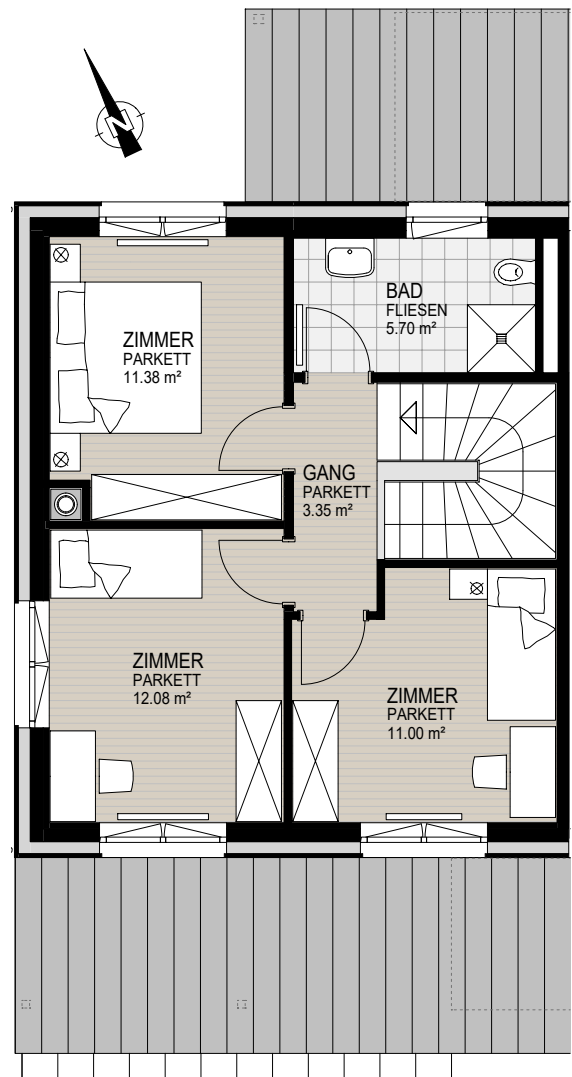 N
BAD
FLIESEN
5.70 m²
ZIMMER
PARKETT
11.38 m²
GANG
PARKETT
3.35 m²
ZIMMER
PARKETT
12.08 m²
ZIMMER
PARKETT
11.00 m²